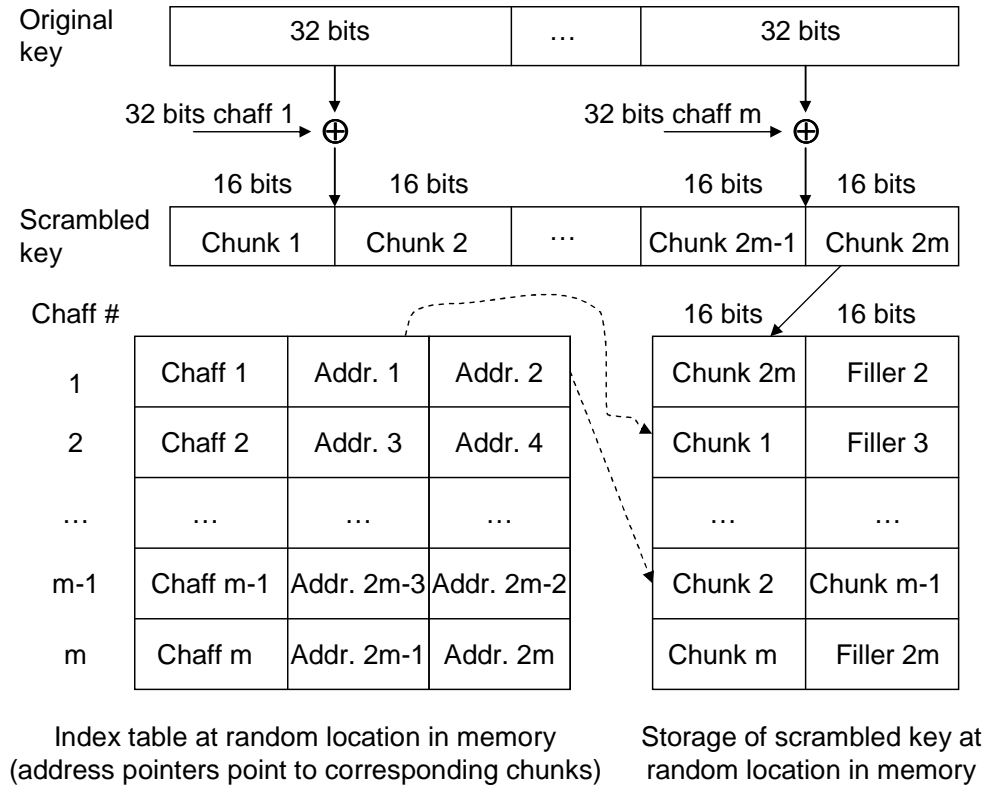 Original
key
32 bits … 32 bits
32 bits chaff 1
32 bits chaff m
16 bits 16 bits 16 bits 16 bits
Scrambled
key
Chunk 1 Chunk 2 … Chunk 2m-1 Chunk 2m
Chaff #
16 bits 16 bits
1 Chaff 1 Addr. 1 Addr. 2 Chunk 2m Filler 2
2 Chaff 2 Addr. 3 Addr. 4 Chunk 1 Filler 3
… … … … … …
m-1 Chaff m-1 Addr. 2m-3 Addr. 2m-2 Chunk 2 Chunk m-1
m Chaff m Addr. 2m-1 Addr. 2m Chunk m Filler 2m
Index table at random location in memory
(address pointers point to corresponding chunks)
Storage of scrambled key at
random location in memory